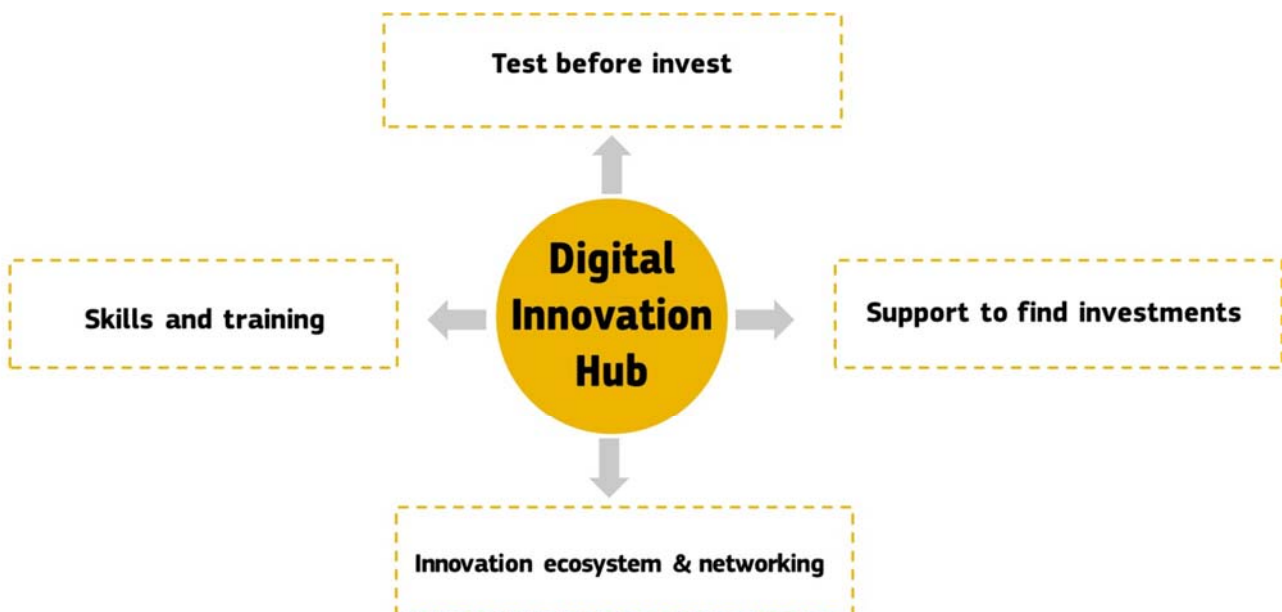 Test before invest
Skills and training
Digital
Innovation
Hub
Support to find investments
Innovation ecosystem & networking